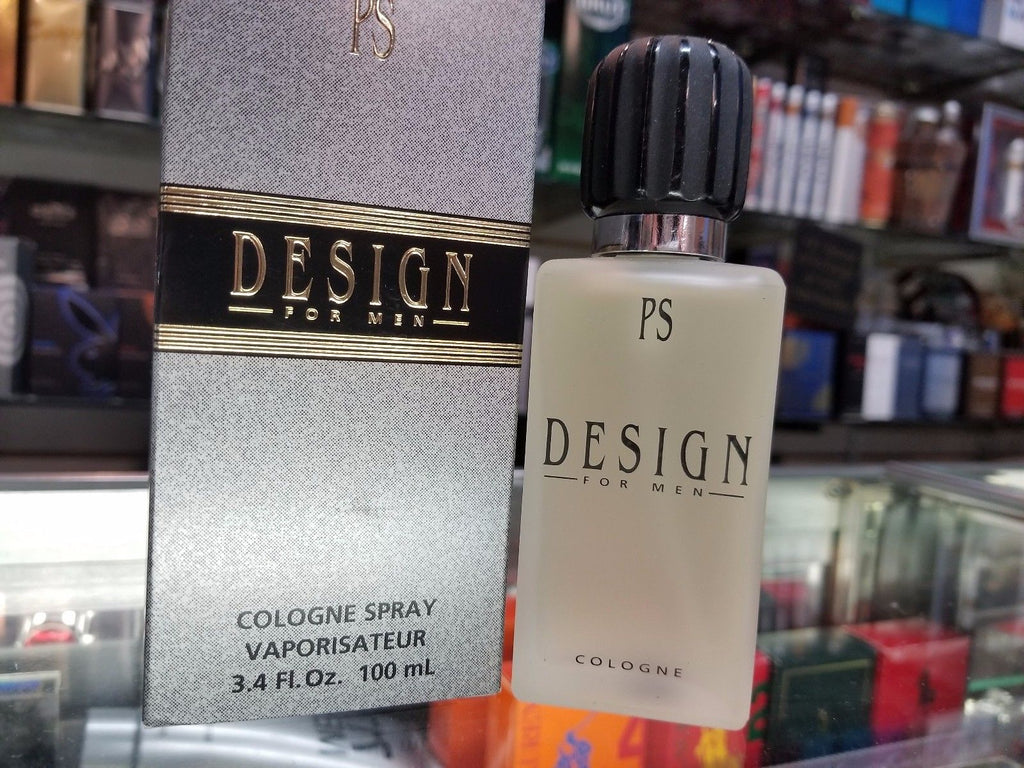 PS
DESIGN
FOR MEN
COLOGNE SPRAY
VAPORISATEUR
3.4 Fl.Oz. 100 mL
PS
DESIGN
FOR MEN
COLOGNE